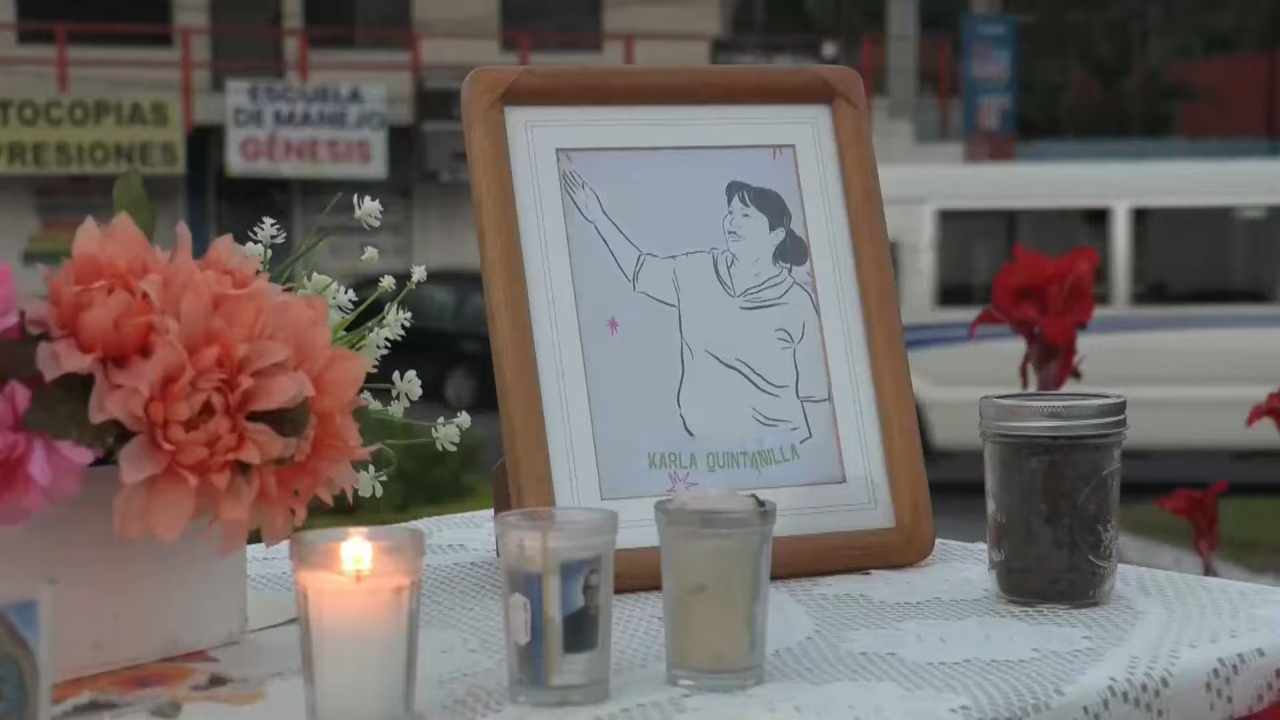 TOCOPIAS
PRESIONES
ESCUELA
DE MANEJO
GÉNESIS
KARLA QUINTANILLA